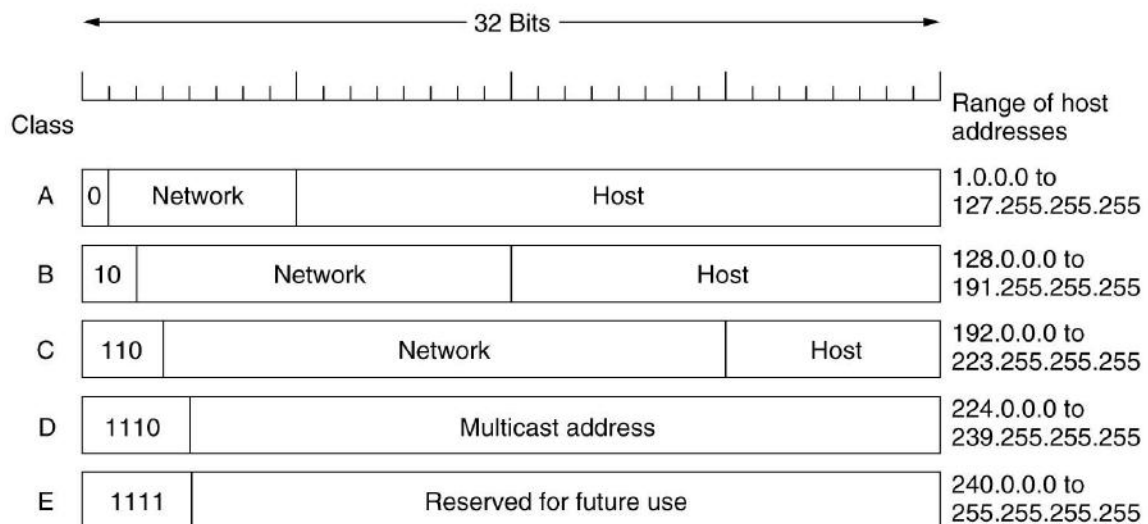 32 Bits
Class
Range of host
addresses
A
0
Network
Host
1.0.0.0 to
127.255.255.255
B
10
Network
Host
128.0.0.0 to
191.255.255.255
C
110
Network
Host
192.0.0.0 to
223.255.255.255
D
1110
Multicast address
224.0.0.0 to
239.255.255.255
E
1111
Reserved for future use
240.0.0.0 to
255.255.255.255